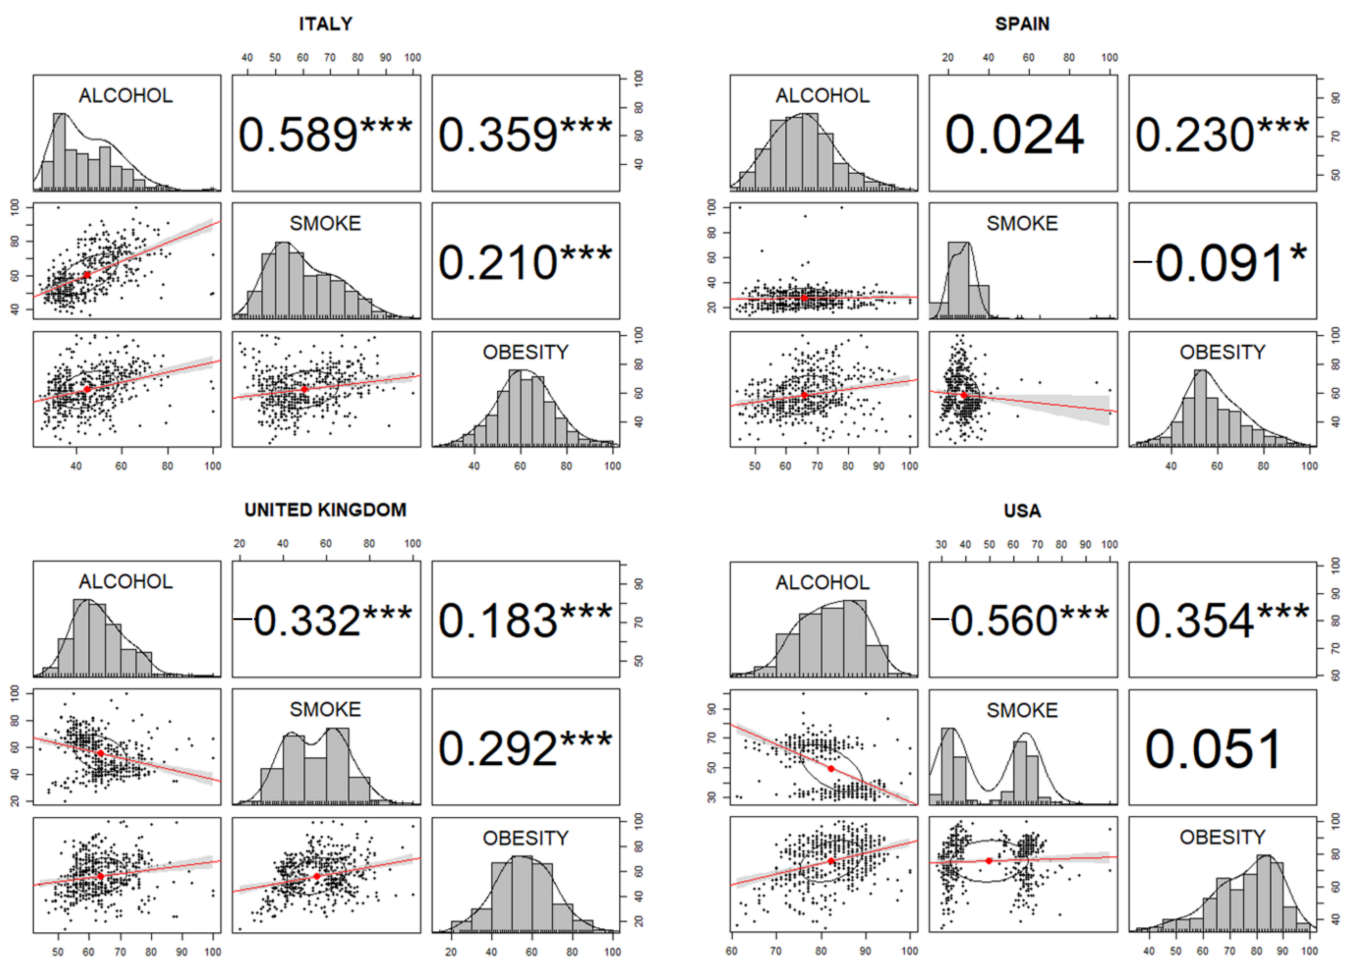 ITALY
40 50 60 70 80 100
ALCOHOL
0.589***
0.359***
40 60 80 100
SMOKE
0.210***
40 60 80 100
OBESITY
40 60 80 100
40 60 80 100
40 60 80 100
SPAIN
20 40 60 80 100
ALCOHOL
0.024
0.230***
50 70 90
SMOKE
−0.091*
20 40 60 80 100
OBESITY
40 60 80 100
50 60 70 80 90 100
40 60 80 100
UNITED KINGDOM
20 40 60 80 100
ALCOHOL
−0.332***
0.183***
50 70 90
SMOKE
0.292***
20 40 60 80 100
OBESITY
20 40 60 80 100
50 60 70 80 90 100
20 40 60 80 100
USA
30 40 50 60 70 80 100
ALCOHOL
−0.560***
0.354***
60 70 80 90 100
SMOKE
0.051
30 50 70 90
OBESITY
40 60 80 100
60 70 80 90 100
40 50 60 70 80 90 100